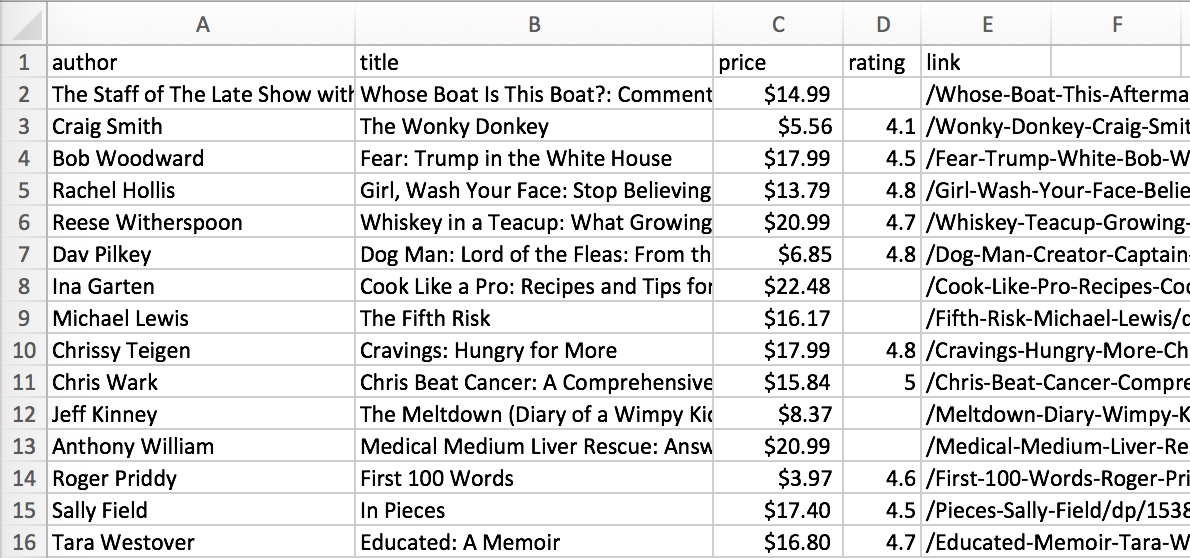 A B C D E F
1 author title price rating link
2 The Staff of The Late Show with Whose Boat Is This Boat?: Comment $14.99 /Whose-Boat-This-Afterma
3 Craig Smith The Wonky Donkey $5.56 4.1 /Wonky-Donkey-Craig-Smit
4 Bob Woodward Fear: Trump in the White House $17.99 4.5 /Fear-Trump-White-Bob-W
5 Rachel Hollis Girl, Wash Your Face: Stop Believing $13.79 4.8 /Girl-Wash-Your-Face-Belie
6 Reese Witherspoon Whiskey in a Teacup: What Growing $20.99 4.7 /Whiskey-Teacup-Growing-
7 Dav Pilkey Dog Man: Lord of the Fleas: From th $6.85 4.8 /Dog-Man-Creator-Captain-
8 Ina Garten Cook Like a Pro: Recipes and Tips for $22.48 /Cook-Like-Pro-Recipes-Coo
9 Michael Lewis The Fifth Risk $16.17 /Fifth-Risk-Michael-Lewis/d
10 Chrissy Teigen Cravings: Hungry for More $17.99 4.8 /Cravings-Hungry-More-Ch
11 Chris Wark Chris Beat Cancer: A Comprehensive $15.84 5 /Chris-Beat-Cancer-Compre
12 Jeff Kinney The Meltdown (Diary of a Wimpy Kid $8.37 /Meltdown-Diary-Wimpy-K
13 Anthony William Medical Medium Liver Rescue: Answ $20.99 /Medical-Medium-Liver-Re
14 Roger Priddy First 100 Words $3.97 4.6 /First-100-Words-Roger-Pri
15 Sally Field In Pieces $17.40 4.5 /Pieces-Sally-Field/dp/1538
16 Tara Westover Educated: A Memoir $16.80 4.7 /Educated-Memoir-Tara-W